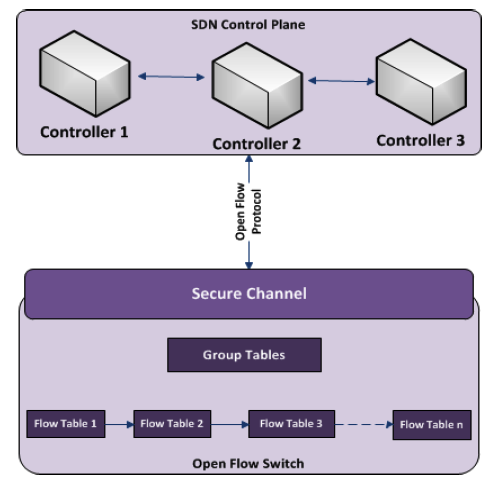 SDN Control Plane
Controller 1
Controller 2
Controller 3
Open Flow
Protocol
Secure Channel
Group Tables
Flow Table 1
Flow Table 2
Flow Table 3
Flow Table n
Open Flow Switch